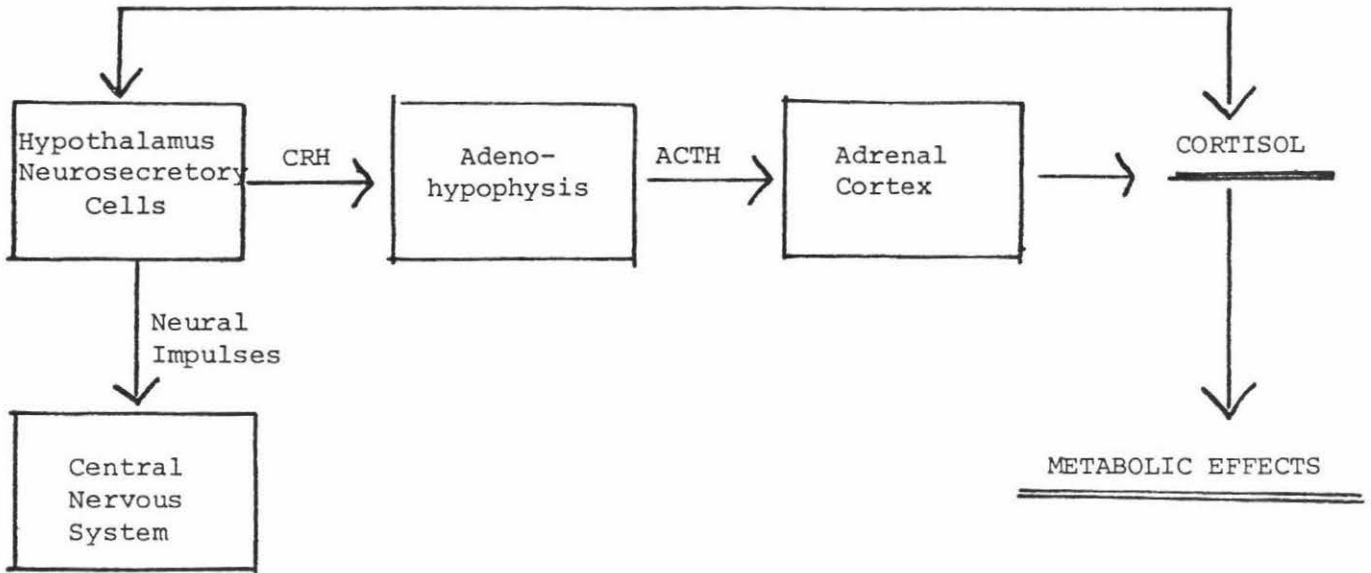 Hypothalamus
Neurosecretory
Cells
CRH
Adeno-
hypophysis
ACTH
Adrenal
Cortex
CORTISOL
Neural
Impulses
Central
Nervous
System
METABOLIC EFFECTS